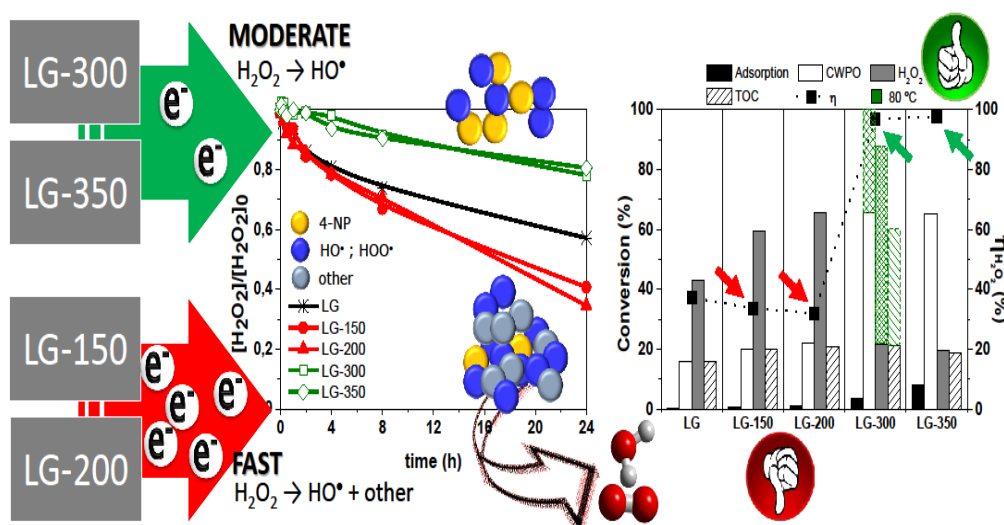 LG-300
LG-350
LG-150
LG-200
e⁻
e⁻
e⁻
e⁻
e⁻
e⁻
e⁻
MODERATE
H₂O₂ → HO•
[H₂O₂]/[H₂O₂]0
1
0,8
0,6
0,4
0,2
0
0
4
8
12
16
20
24
time (h)
4-NP
HO• ; HOO•
other
LG
LG-150
LG-200
LG-300
LG-350
FAST
H₂O₂ → HO• + other
Adsorption
CWPO
H₂O₂
TOC
η
80 ºC
Conversion (%)
100
80
60
40
20
0
100
80
60
40
20
0
LG
LG-150
LG-200
LG-300
LG-350